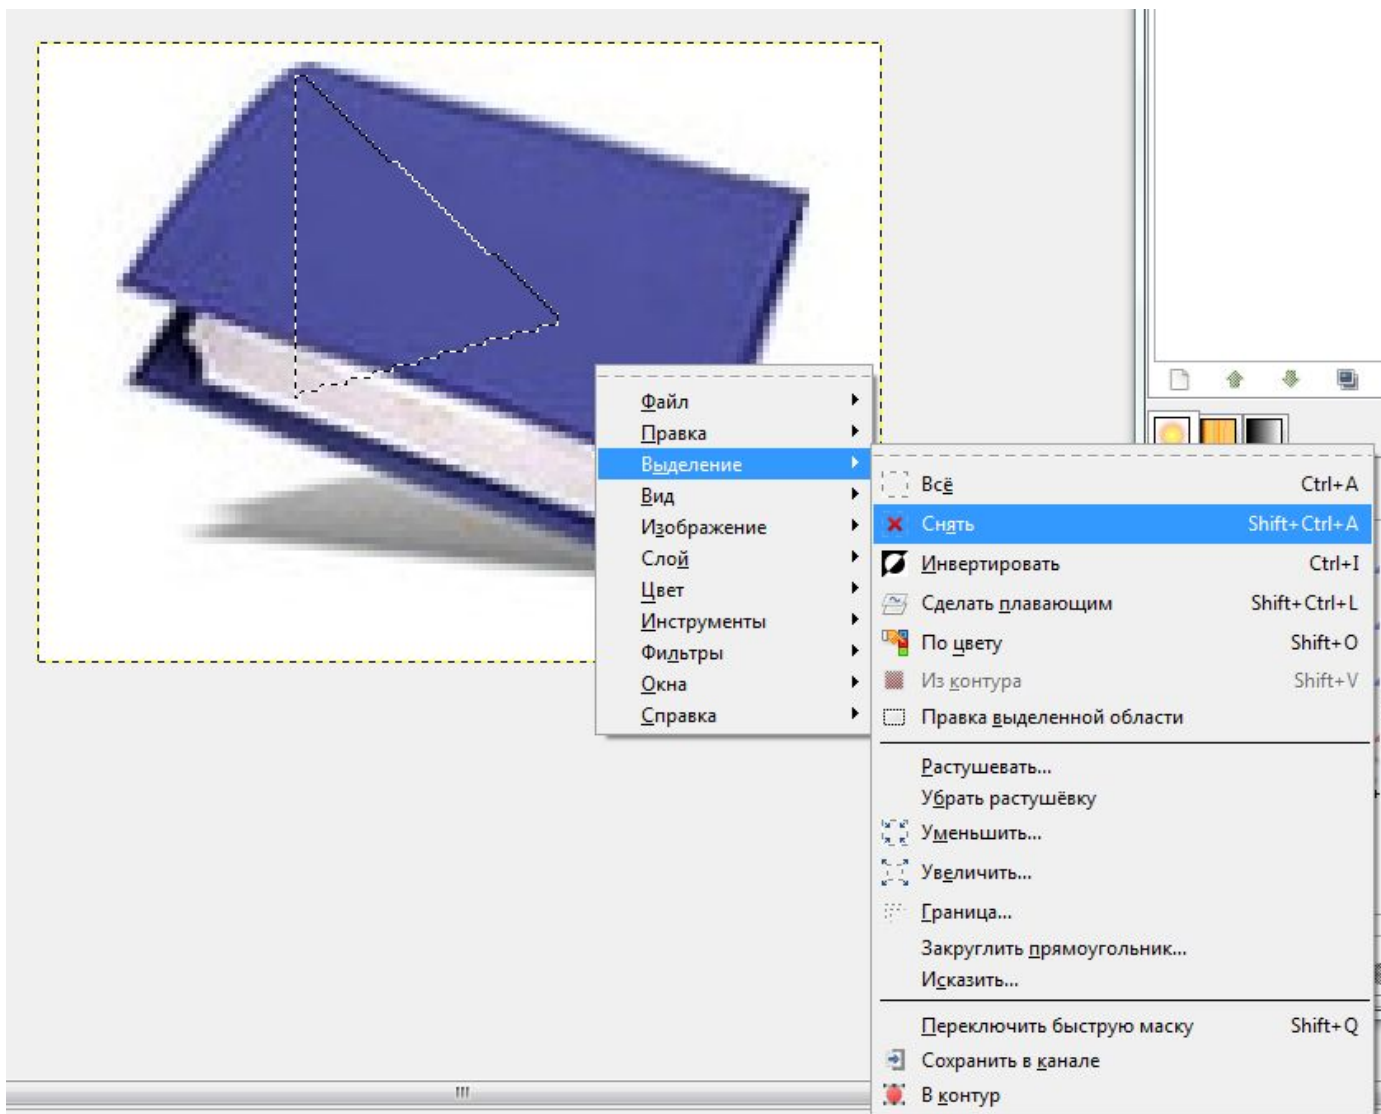 Файл
Правка
Выделение
Вид
Изображение
Слой
Цвет
Инструменты
Фильтры
Окна
Справка
Всё Ctrl+A
Снять Shift+Ctrl+A
Инвертировать Ctrl+I
Сделать плавающим Shift+Ctrl+L
По цвету Shift+O
Из контура Shift+V
Правка выделенной области
Растушевать...
Убрать растушёвку
Уменьшить...
Увеличить...
Граница...
Закруглить прямоугольник...
Исказить...
Переключить быструю маску Shift+Q
Сохранить в канале
В контур